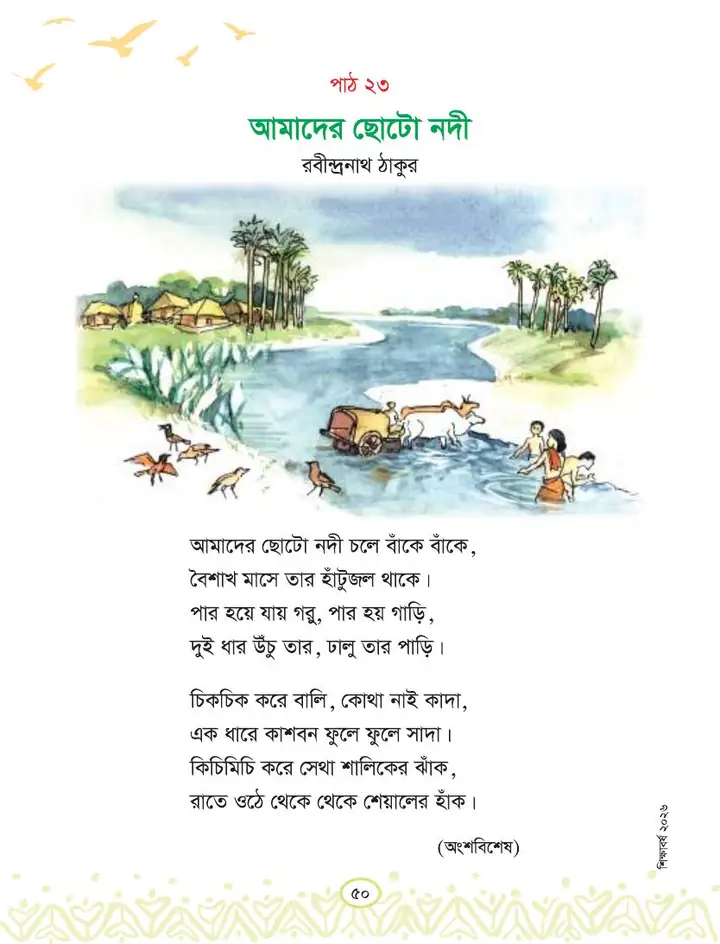 পাঠ ২৩
আমাদের ছোটো নদী
রবীন্দ্রনাথ ঠাকুর
আমাদের ছোটো নদী চলে বাঁকে বাঁকে,
বৈশাখ মাসে তার হাঁটুজল থাকে।
পার হয়ে যায় গরু, পার হয় গাড়ি,
দুই ধার উঁচু তার, ঢালু তার পাড়ি।
চিকচিক করে বালি, কোথা নাই কাদা,
এক ধারে কাশবন ফুলে ফুলে সাদা।
কিচিমিচি করে সেথা শালিকের ঝাঁক,
রাতে ওঠে থেকে থেকে শেয়ালের হাঁক।
(অংশবিশেষ)
শিক্ষাবর্ষ ২০২৬
৫০